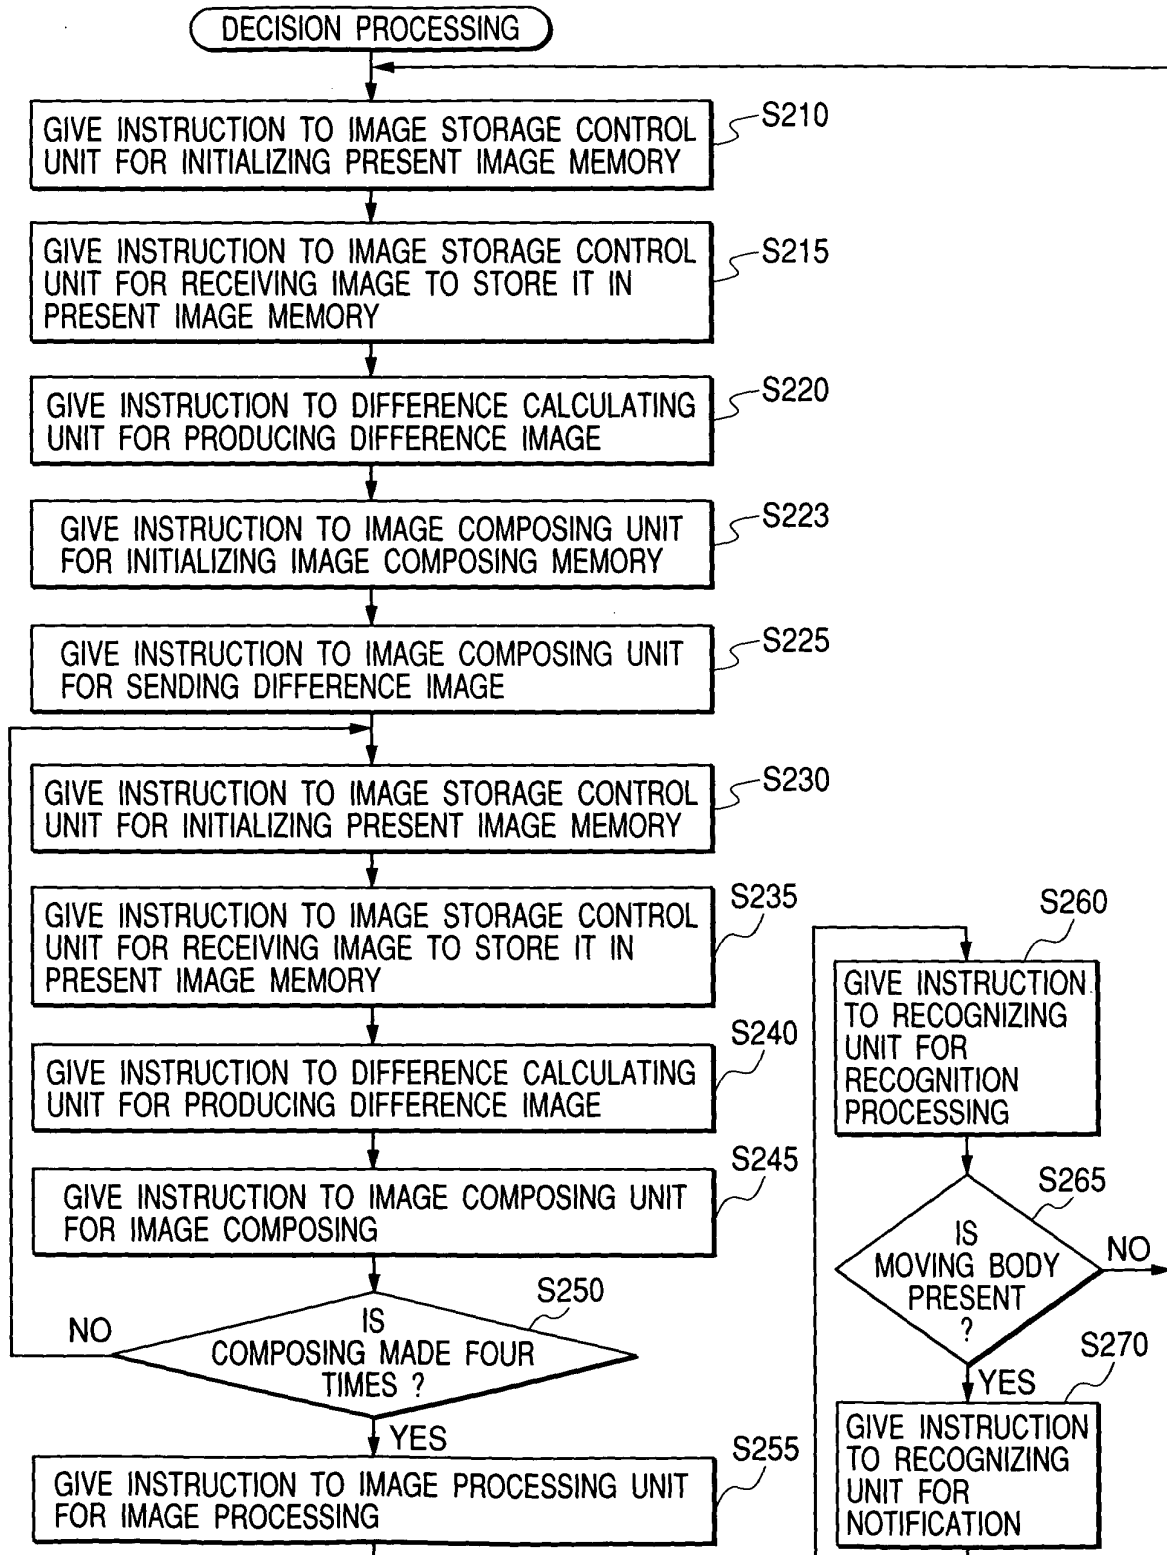 DECISION PROCESSING
GIVE INSTRUCTION TO IMAGE STORAGE CONTROL
UNIT FOR INITIALIZING PRESENT IMAGE MEMORY
S210
GIVE INSTRUCTION TO IMAGE STORAGE CONTROL
UNIT FOR RECEIVING IMAGE TO STORE IT IN
PRESENT IMAGE MEMORY
S215
GIVE INSTRUCTION TO DIFFERENCE CALCULATING
UNIT FOR PRODUCING DIFFERENCE IMAGE
S220
GIVE INSTRUCTION TO IMAGE COMPOSING UNIT
FOR INITIALIZING IMAGE COMPOSING MEMORY
S223
GIVE INSTRUCTION TO IMAGE COMPOSING UNIT
FOR SENDING DIFFERENCE IMAGE
S225
GIVE INSTRUCTION TO IMAGE STORAGE CONTROL
UNIT FOR INITIALIZING PRESENT IMAGE MEMORY
S230
GIVE INSTRUCTION TO IMAGE STORAGE CONTROL
UNIT FOR RECEIVING IMAGE TO STORE IT IN
PRESENT IMAGE MEMORY
S235
GIVE INSTRUCTION TO DIFFERENCE CALCULATING
UNIT FOR PRODUCING DIFFERENCE IMAGE
S240
GIVE INSTRUCTION TO IMAGE COMPOSING UNIT
FOR IMAGE COMPOSING
S245
IS
COMPOSING MADE FOUR
TIMES ?
S250
NO
YES
GIVE INSTRUCTION TO IMAGE PROCESSING UNIT
FOR IMAGE PROCESSING
S255
S260
GIVE INSTRUCTION
TO RECOGNIZING
UNIT FOR
RECOGNITION
PROCESSING
S265
IS
MOVING BODY
PRESENT
?
NO
YES
S270
GIVE INSTRUCTION
TO RECOGNIZING
UNIT FOR
NOTIFICATION